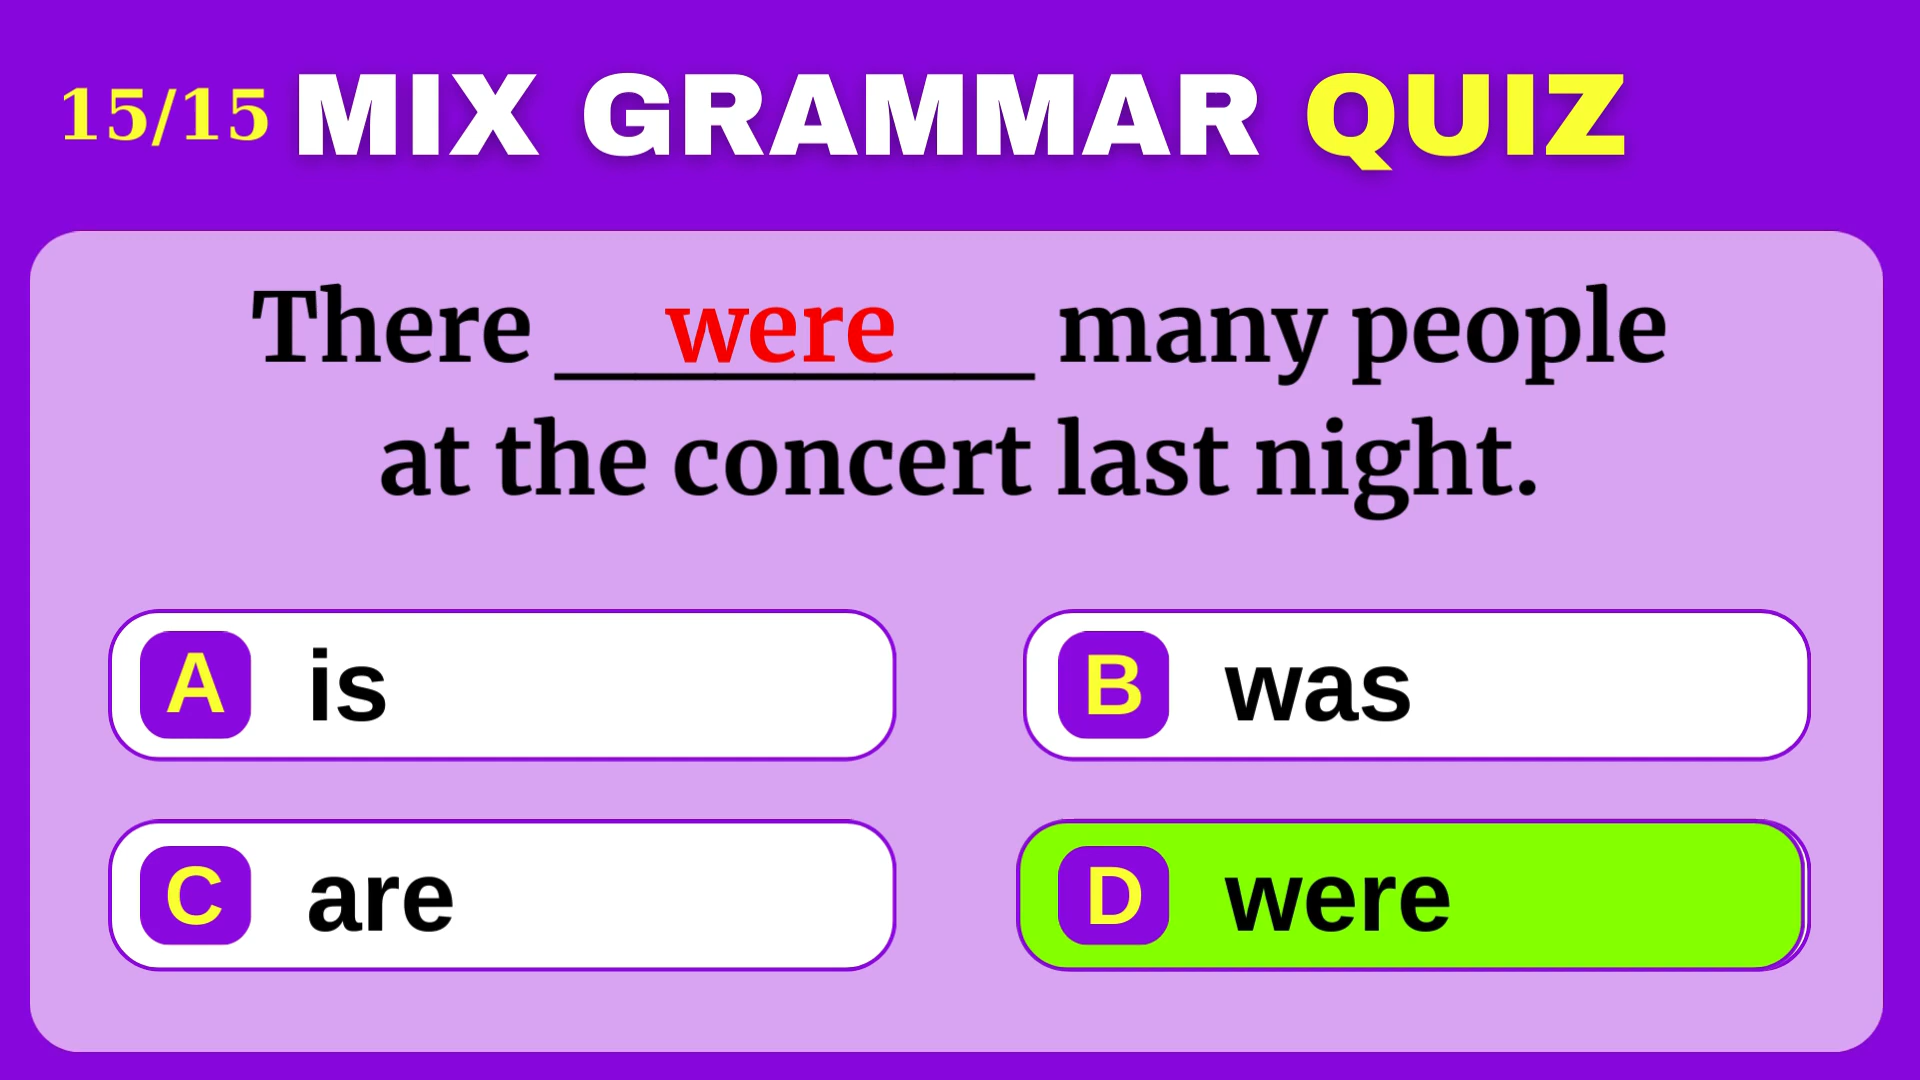 15/15 MIX GRAMMAR QUIZ
There ___were___ many people
at the concert last night.
A is
B was
C are
D were